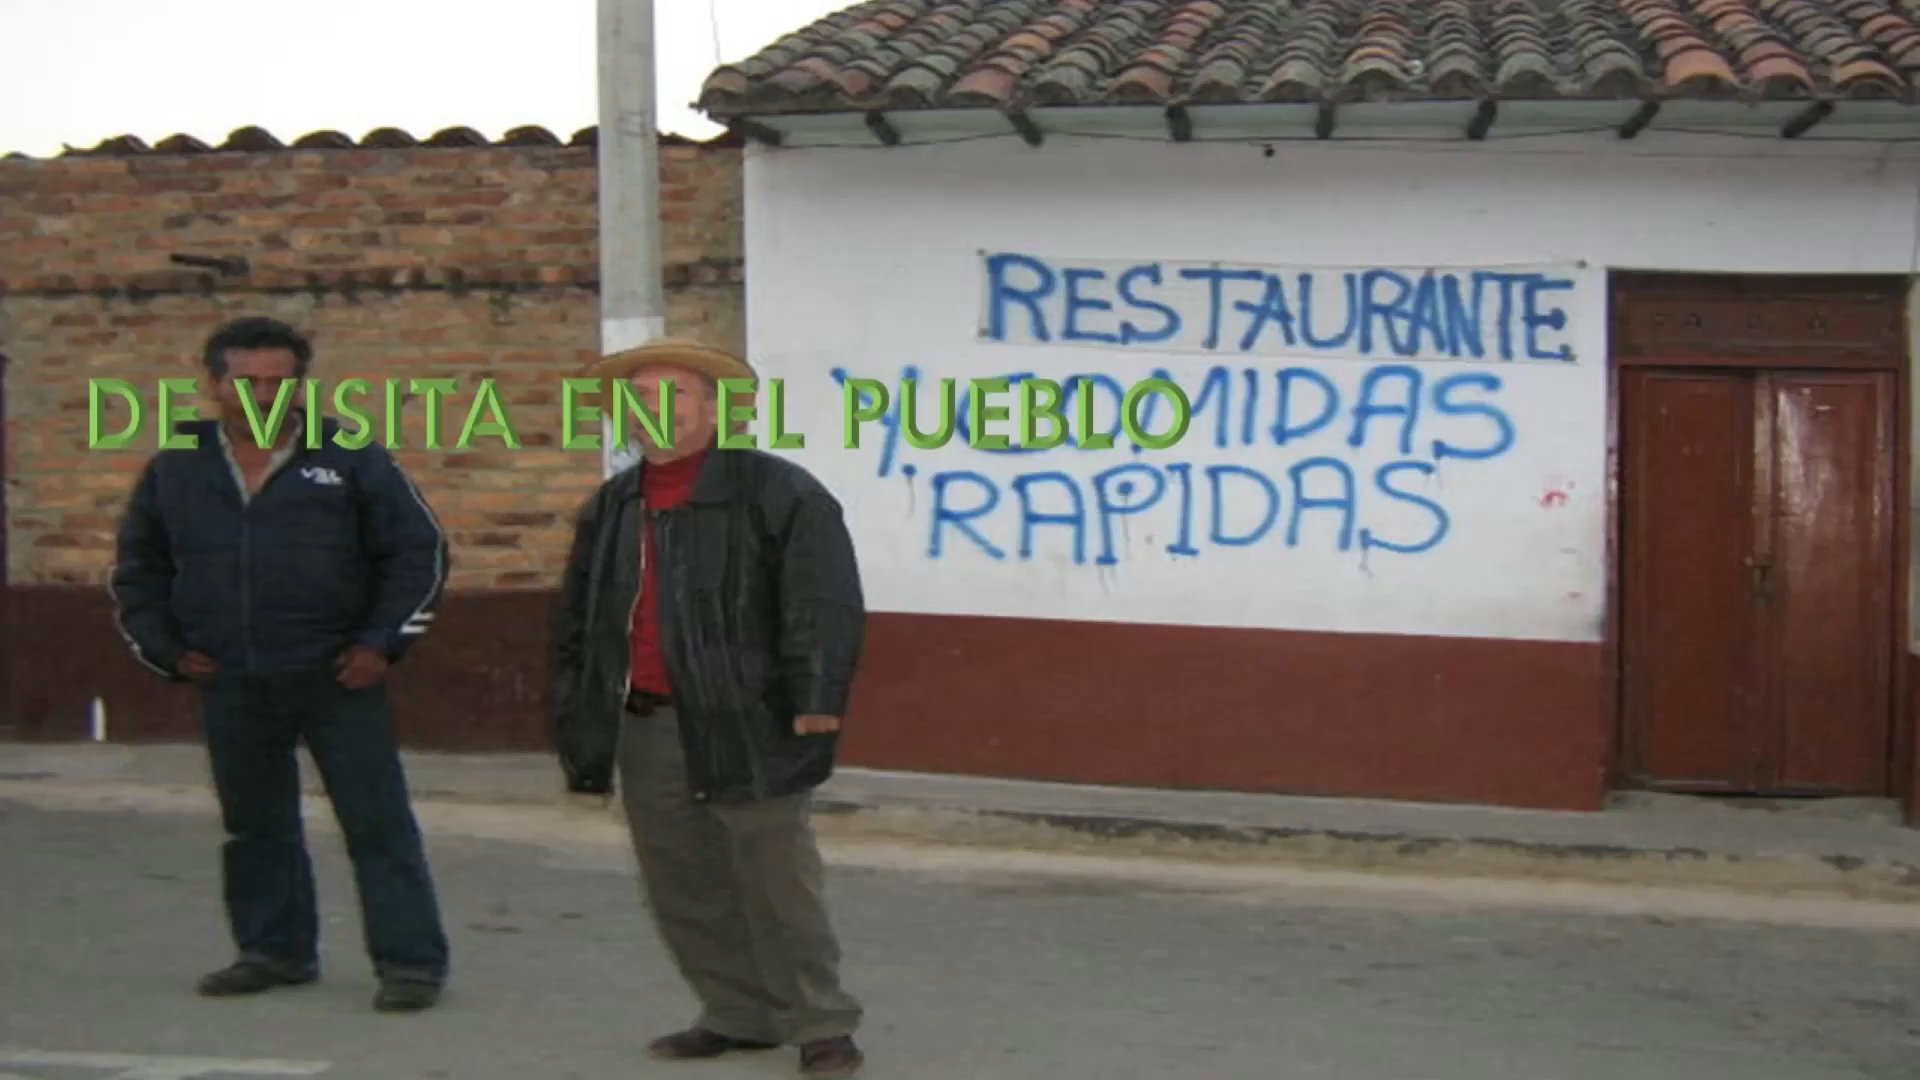 DE VISITA EN EL PUEBLO
RESTAURANTE
Y COMIDAS
RAPIDAS